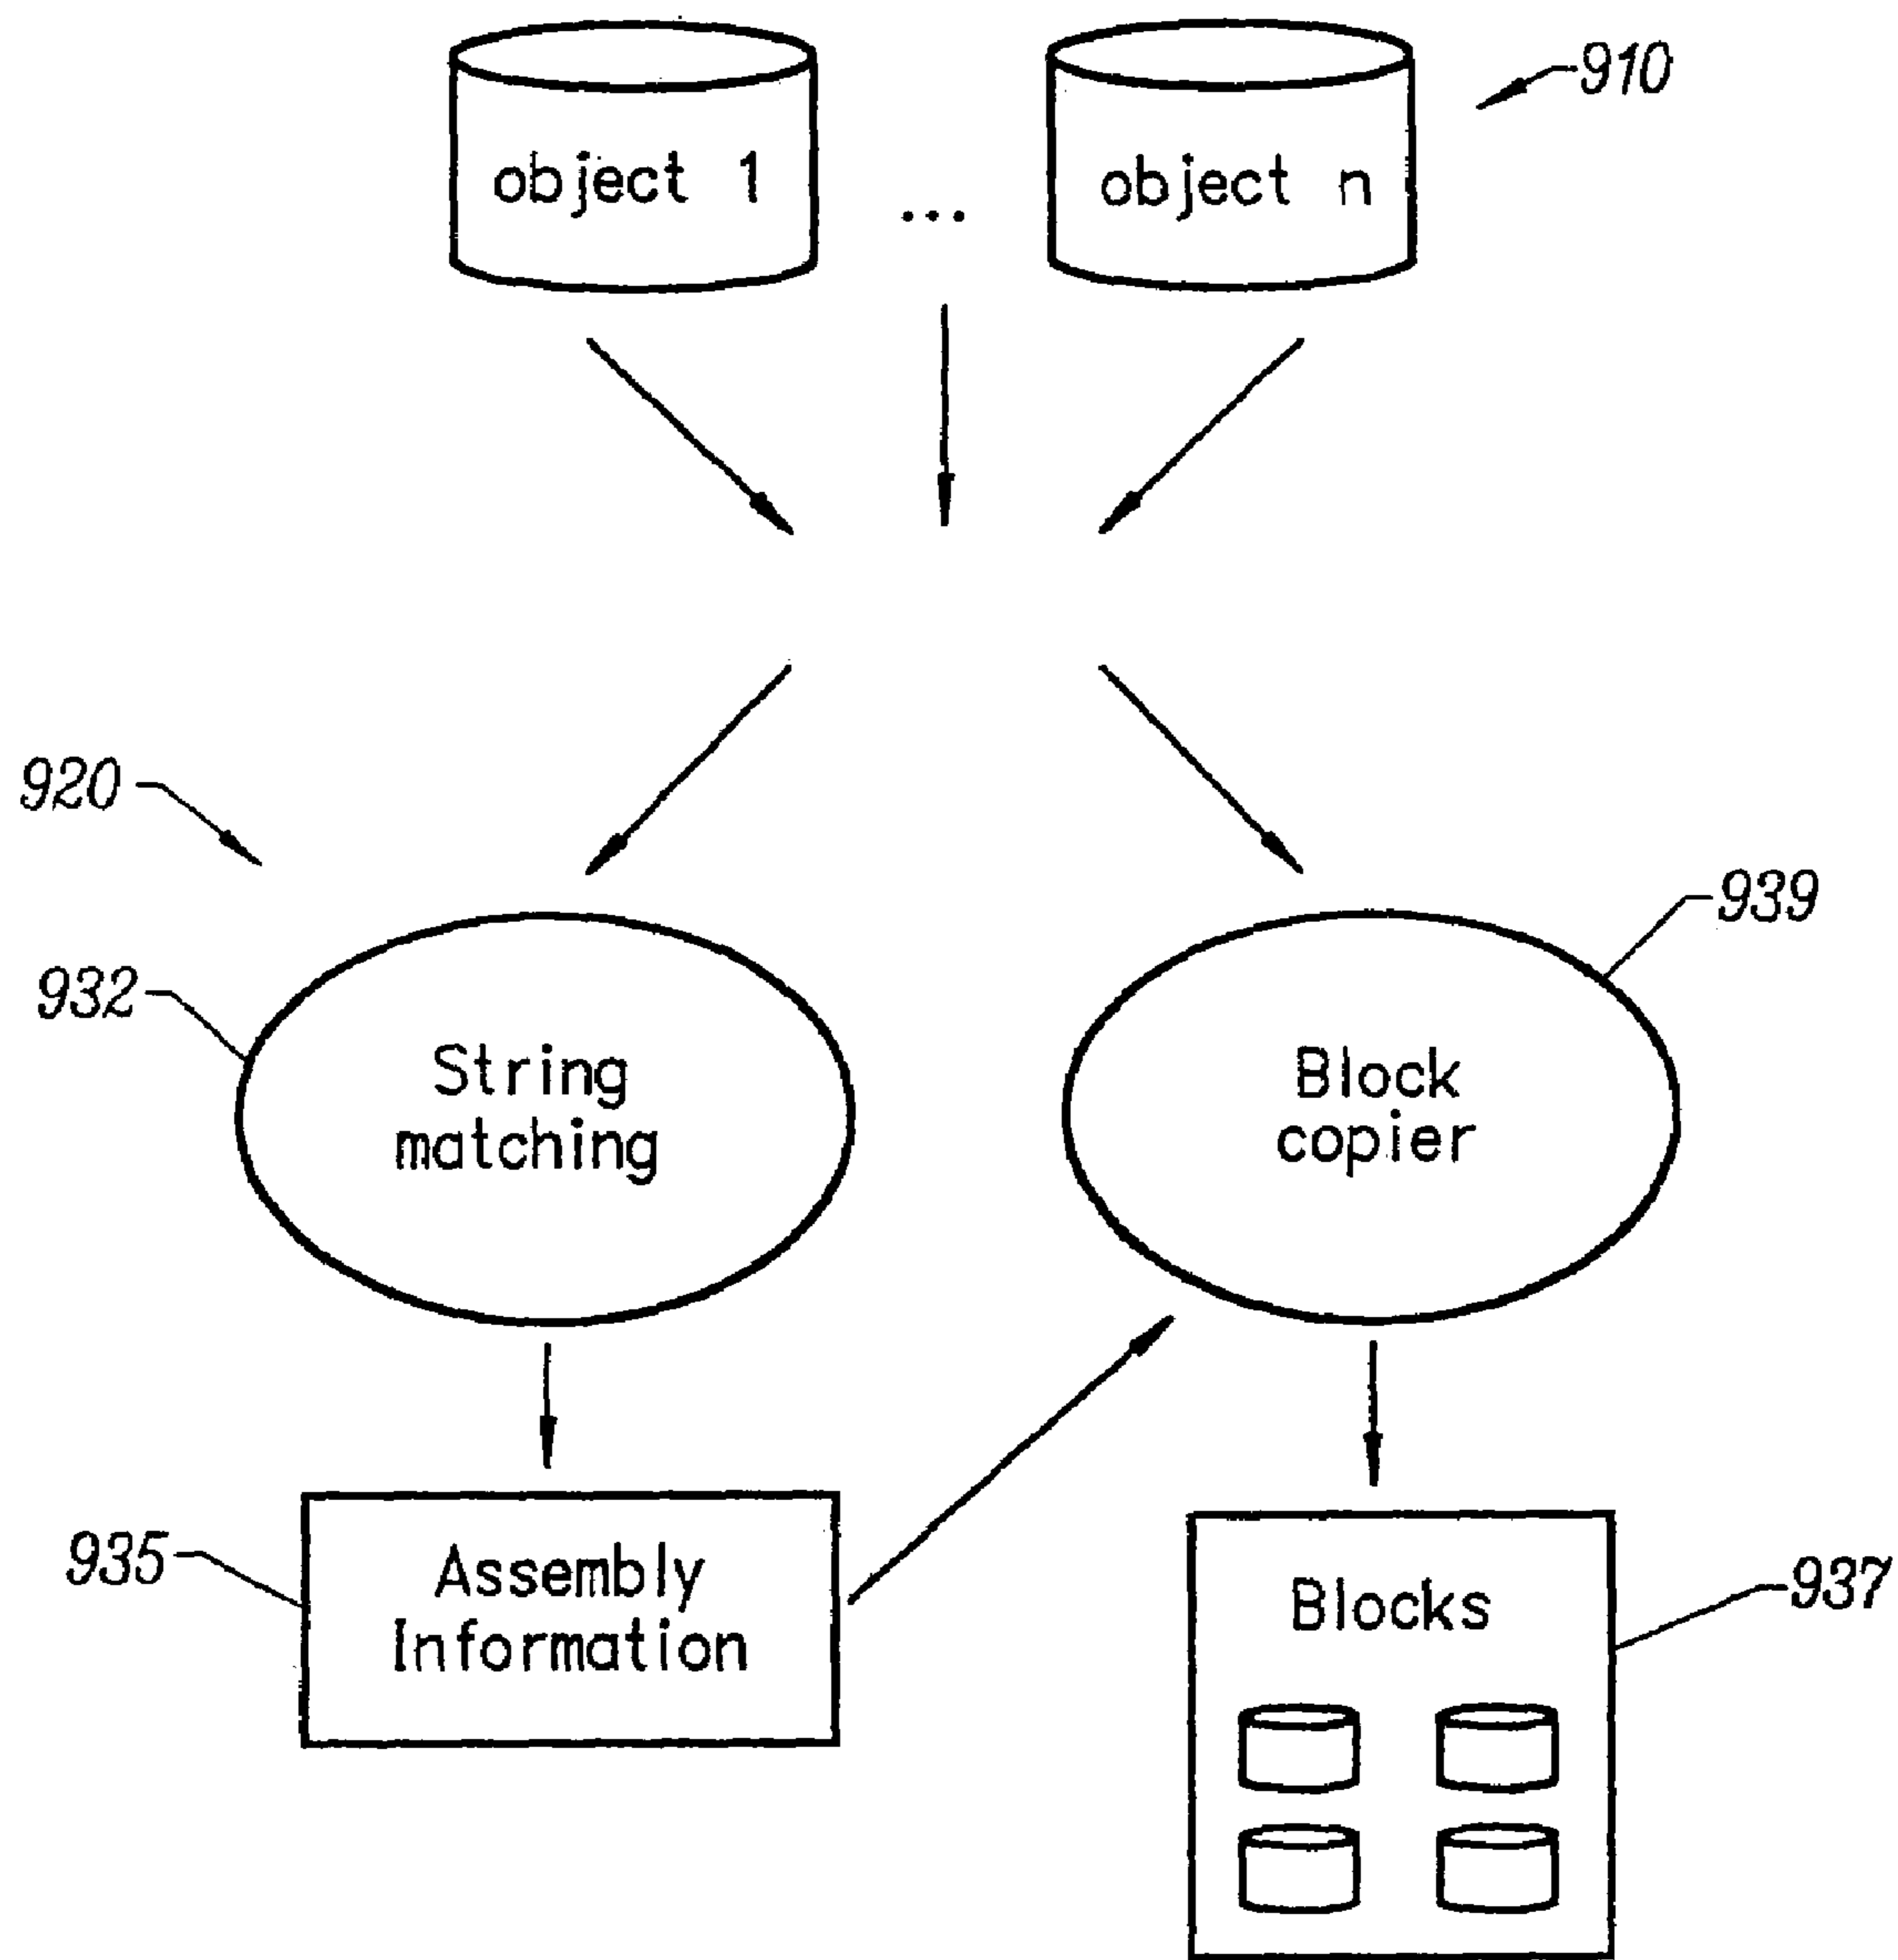 910
object 1
...
object n
920
939
932
String
matching
Block
copier
935
Assembly
Information
Blocks
937